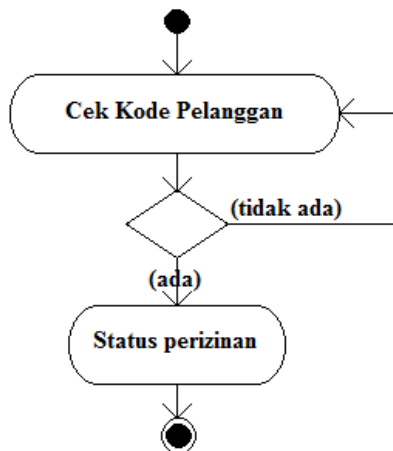 Cek Kode Pelanggan
(tidak ada)
(ada)
Status perizinan